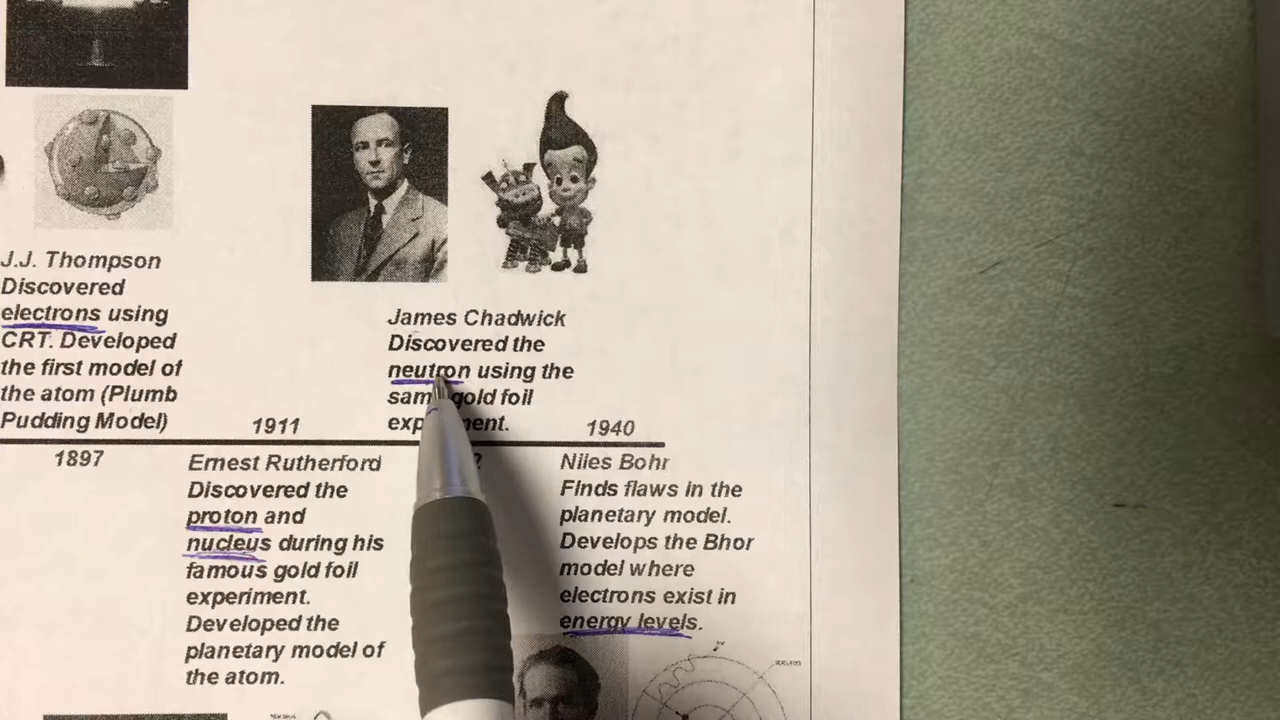 J.J. Thompson
Discovered
electrons using
CRT. Developed
the first model of
the atom (Plumb
Pudding Model)
1897
1911
Ernest Rutherford
Discovered the
proton and
nucleus during his
famous gold foil
experiment.
Developed the
planetary model of
the atom.
James Chadwick
Discovered the
neutron using the
gold foil
1940
Niles Bohr
Finds flaws in the
planetary model.
Develops the Bhor
model where
electrons exist in
energy levels.
Nucleus